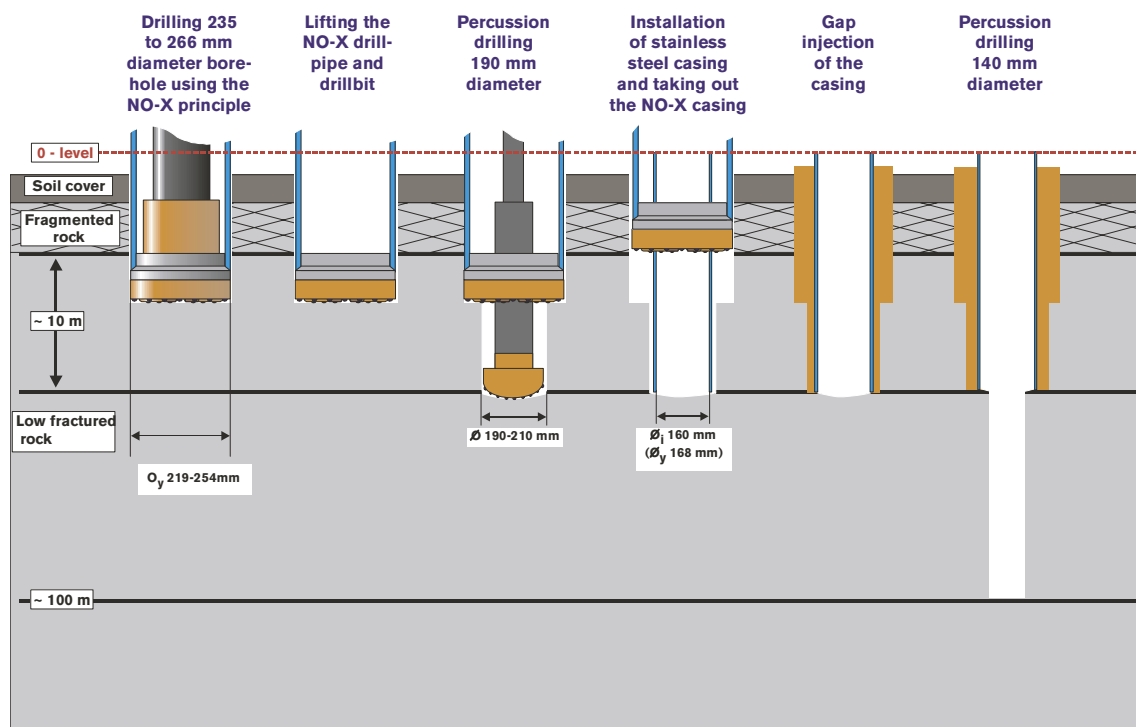 Drilling 235
to 266 mm
diameter bore-
hole using the
NO-X principle
Lifting the
NO-X drill-
pipe and
drillbit
Percussion
drilling
190 mm
diameter
Installation
of stainless
steel casing
and taking out
the NO-X casing
Gap
injection
of the
casing
Percussion
drilling
140 mm
diameter
0 - level
Soil cover
Fragmented
rock
~ 10 m
Low fractured
rock
Oy 219-254mm
Ø 190-210 mm
Øi 160 mm
(Øy 168 mm)
~ 100 m